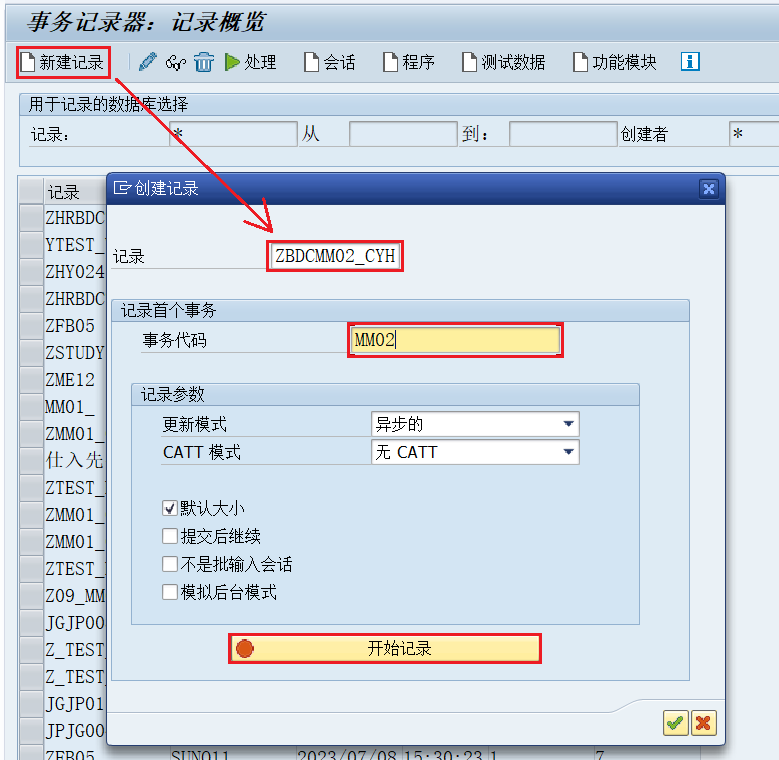 事务记录器: 记录概览
新建记录 处理 会话 程序 测试数据 功能模块
用于记录的数据库选择
记录: * 从 到: 创建者 *
记录
ZHRBDC
YTEST_
ZHY024
ZHRBDC
ZFB05
ZSTUDY
ZME12
MM01_
ZMM01_
仕入先
ZTEST_
ZMM01_
ZMM01_
ZTEST_
Z09_MM
JGJP00
Z_TEST
Z_TEST
JGJP01
JPJG00
ZFB05 SUN011 2023/07/08 15:30:23 1 7
创建记录
记录 ZBDCMM02_CYH
记录首个事务
事务代码 MM02
记录参数
更新模式 异步的
CATT 模式 无 CATT
默认大小
提交后继续
不是批输入会话
模拟后台模式
开始记录